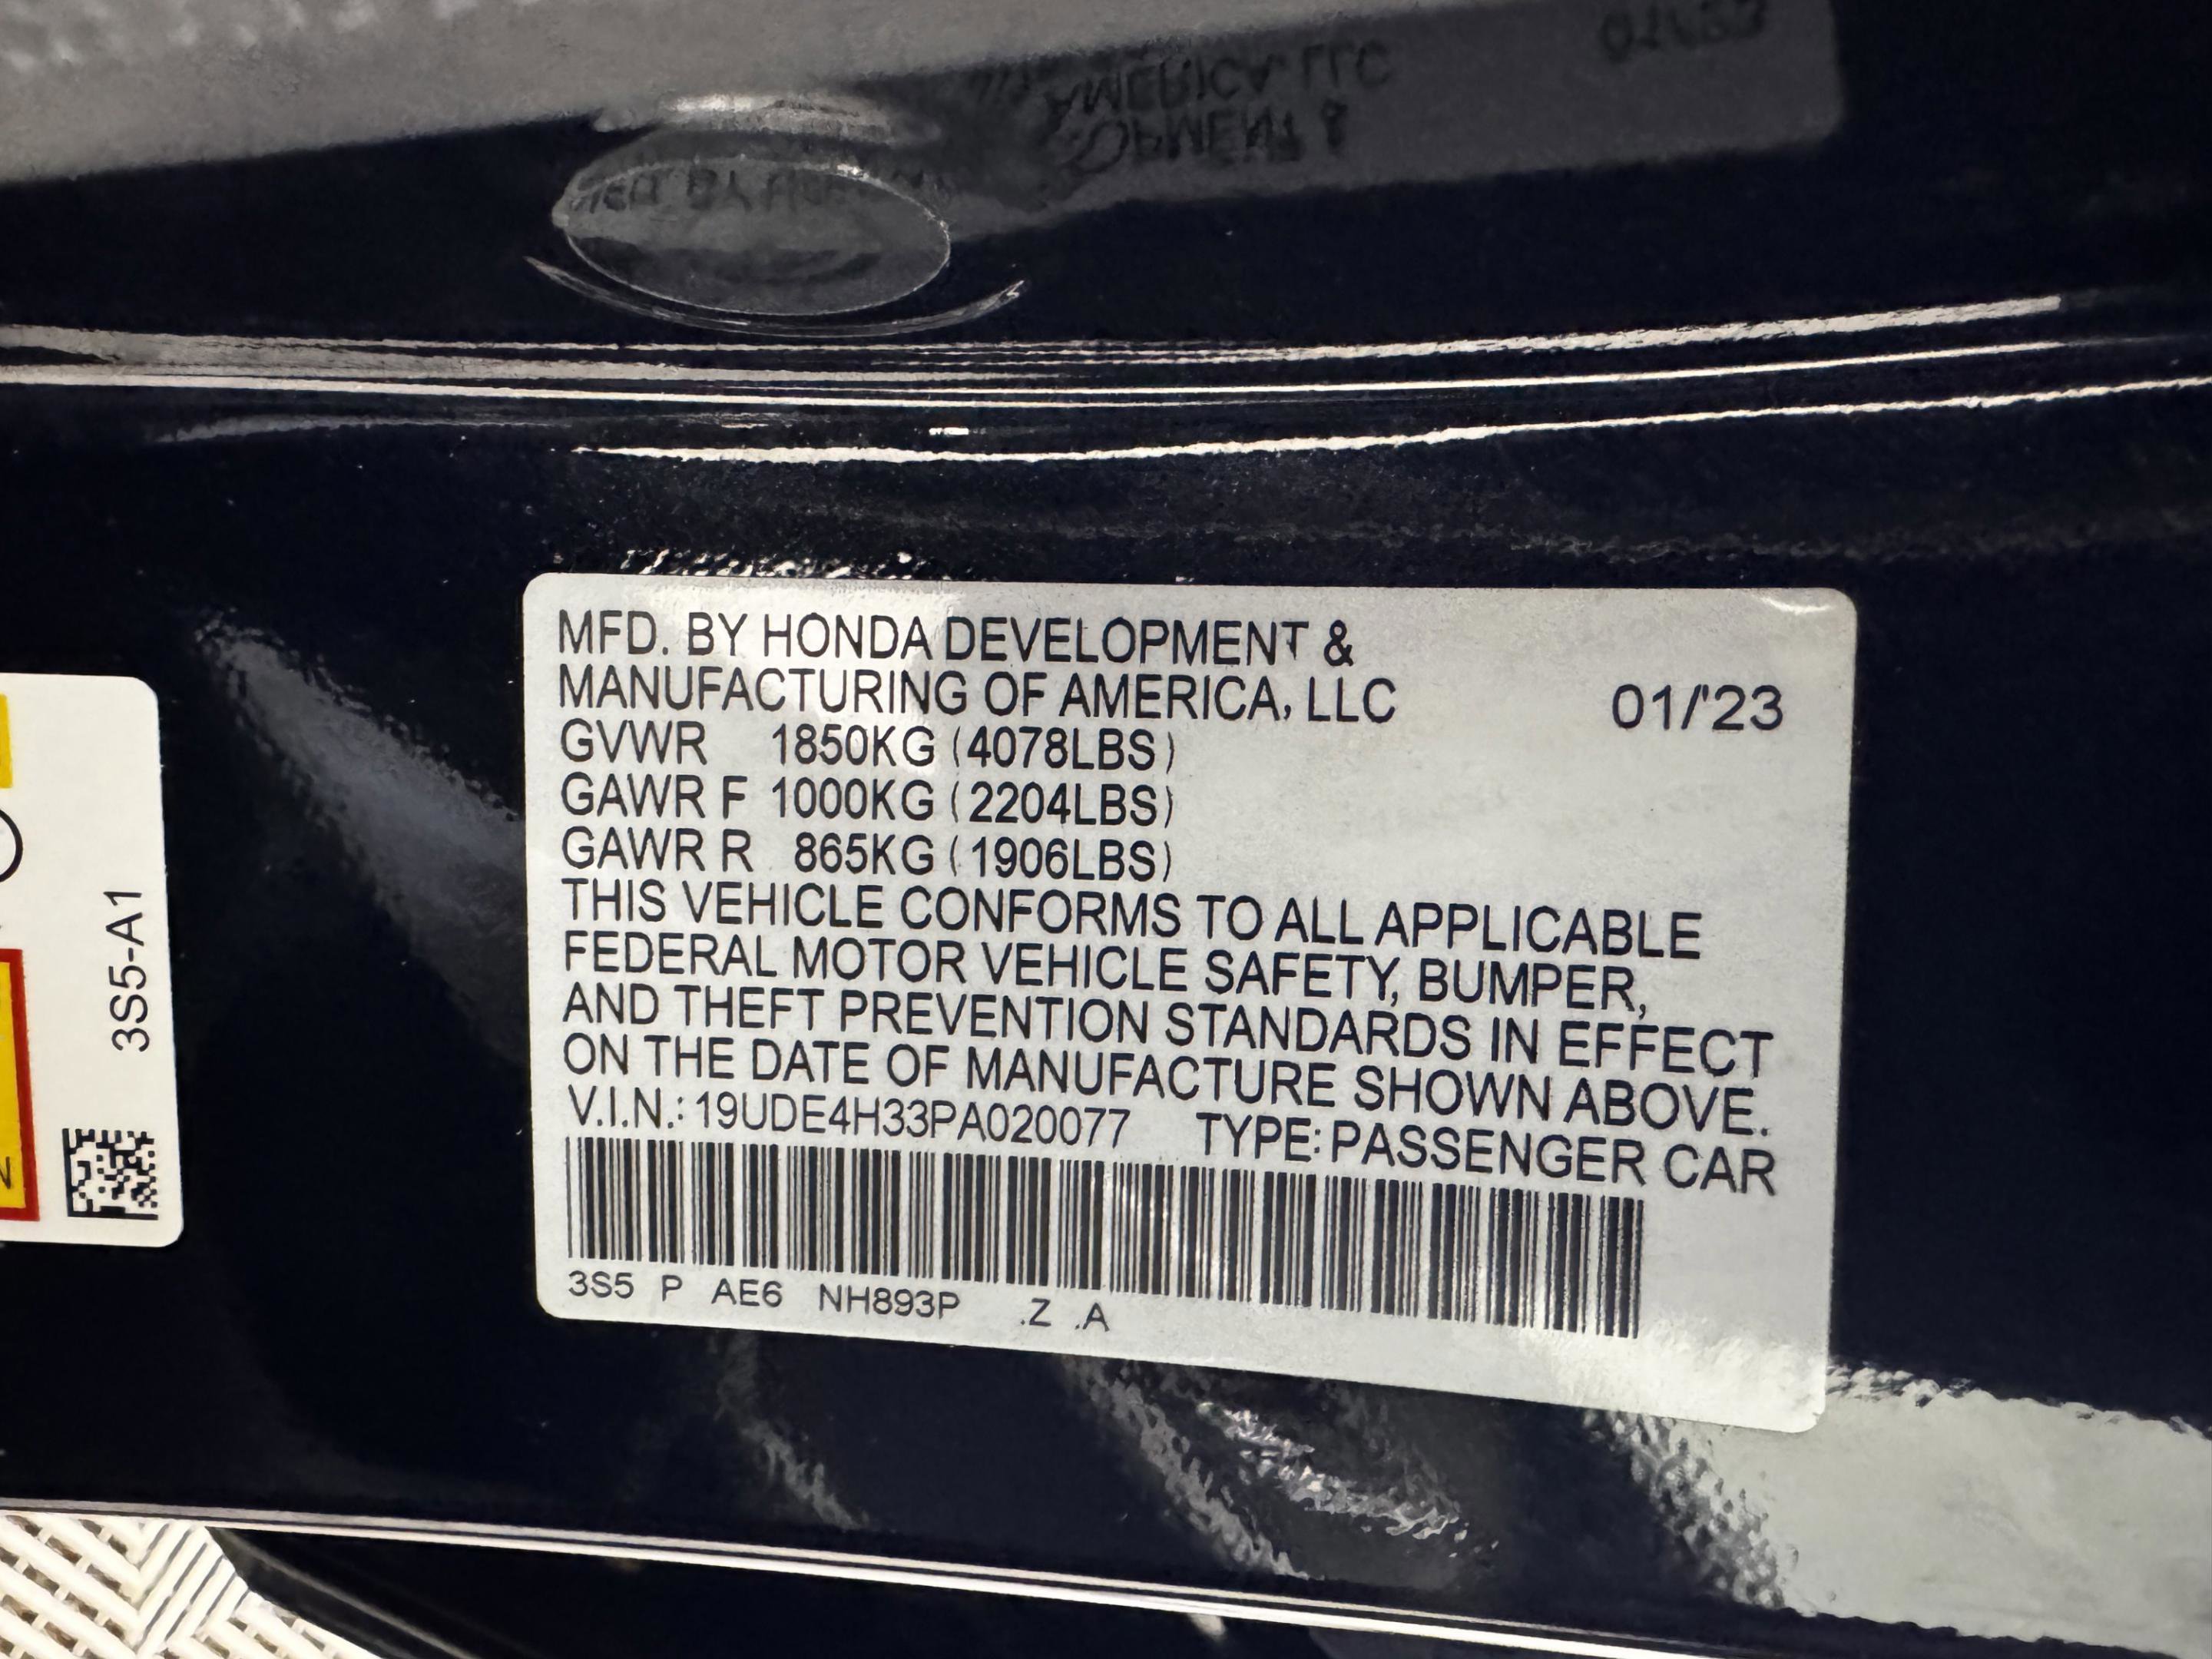 MFD. BY HONDA DEVELOPMENT &
MANUFACTURING OF AMERICA, LLC 01/'23
GVWR 1850KG (4078LBS)
GAWR F 1000KG (2204LBS)
GAWR R 865KG (1906LBS)
THIS VEHICLE CONFORMS TO ALL APPLICABLE
FEDERAL MOTOR VEHICLE SAFETY, BUMPER,
AND THEFT PREVENTION STANDARDS IN EFFECT
ON THE DATE OF MANUFACTURE SHOWN ABOVE.
V.I.N.: 19UDE4H33PA020077 TYPE: PASSENGER CAR
3S5 P AE6 NH893P .Z .A
3S5-A1
N